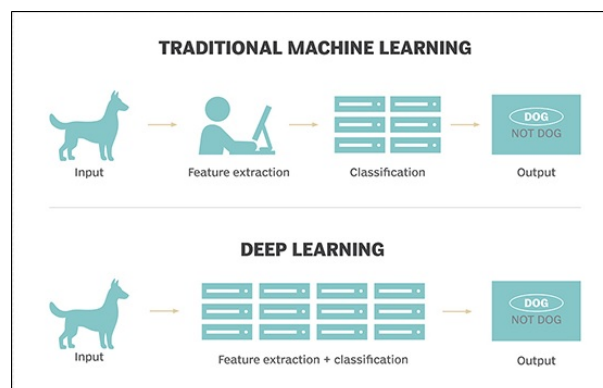 TRADITIONAL MACHINE LEARNING
DOG
NOT DOG
Input
Feature extraction
Classification
Output
DEEP LEARNING
DOG
NOT DOG
Input
Feature extraction + classification
Output